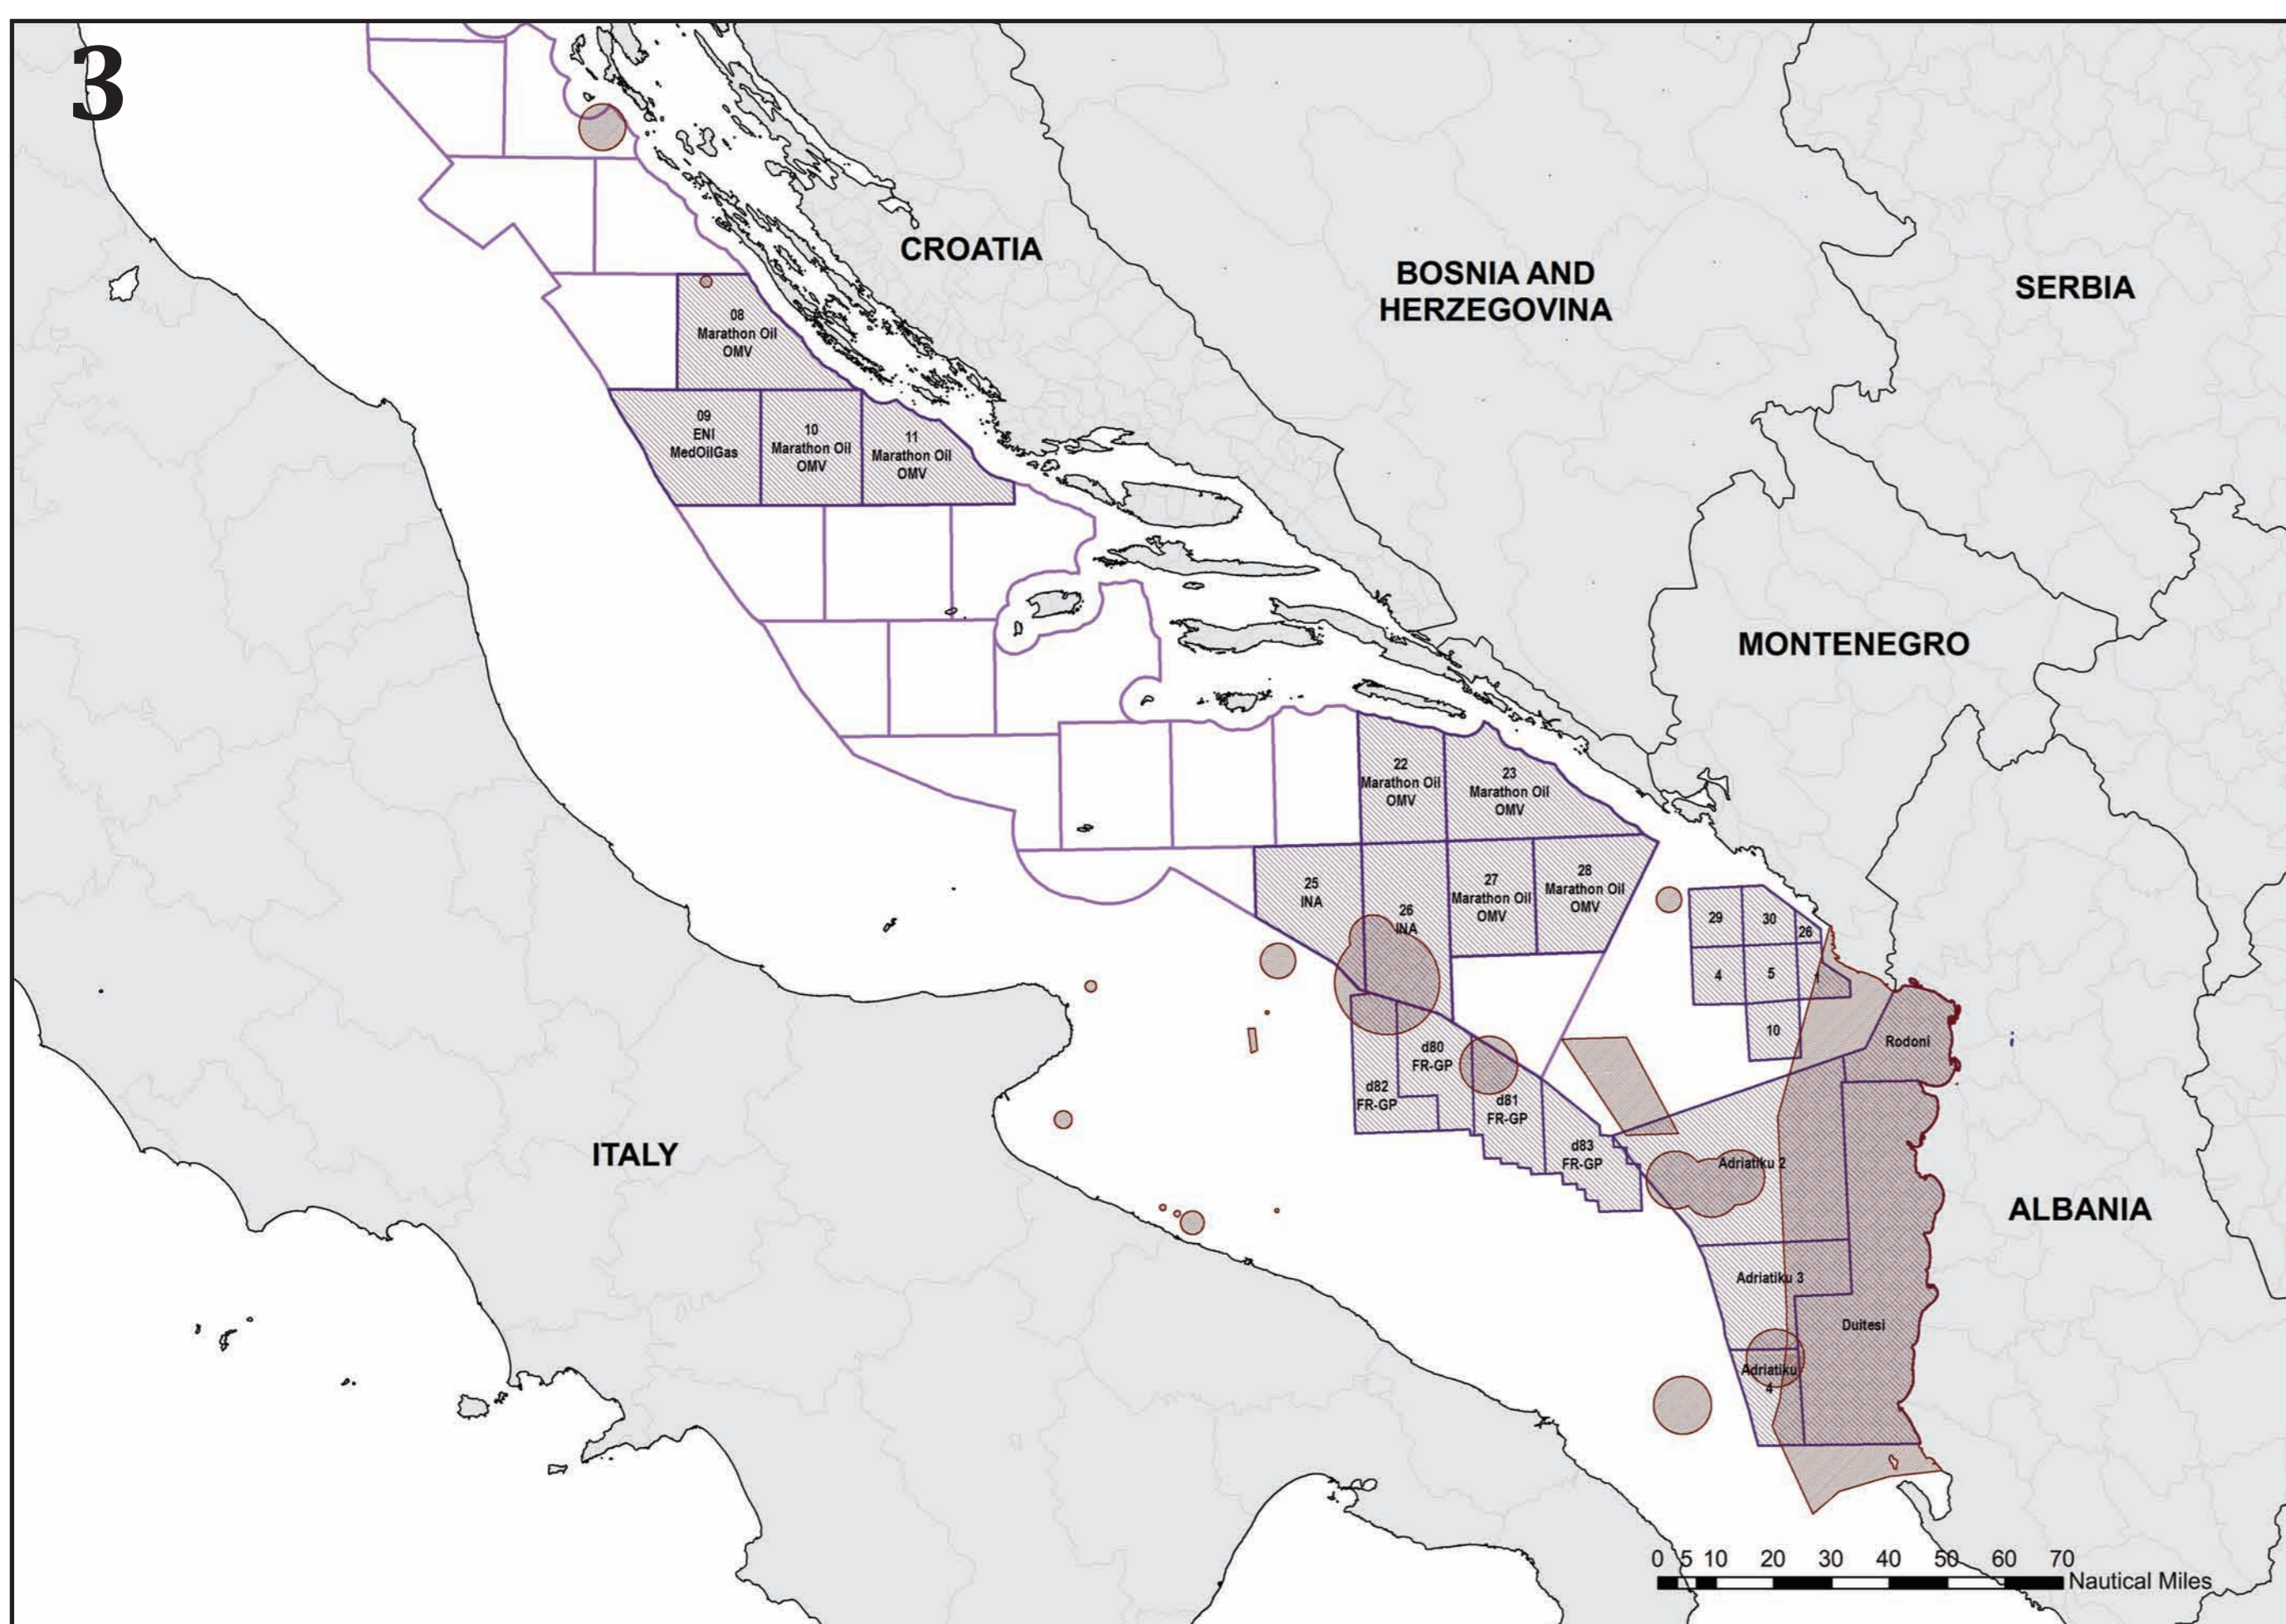 3
CROATIA
BOSNIA AND
HERZEGOVINA
SERBIA
08
Marathon Oil
OMV
09
ENI
MedOilGas
10
Marathon Oil
OMV
11
Marathon Oil
OMV
MONTENEGRO
22
Marathon Oil
OMV
23
Marathon Oil
OMV
25
INA
26
INA
27
Marathon Oil
OMV
28
Marathon Oil
OMV
29
30
26
4
5
1
10
Rodoni
d80
FR-GP
d82
FR-GP
d81
FR-GP
d83
FR-GP
ITALY
Adriatiku 2
ALBANIA
Adriatiku 3
Duitesi
Adriatiku
4
0 5 10 20 30 40 50 60 70
Nautical Miles